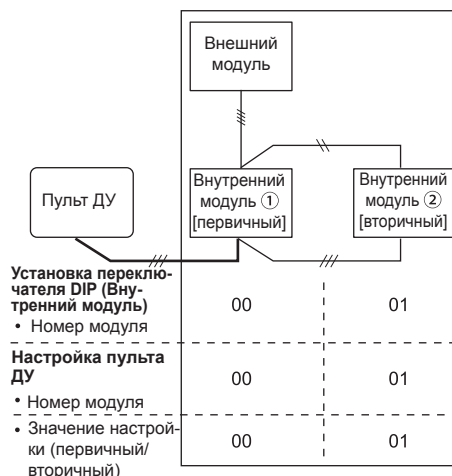 Внешний
модуль
Пульт ДУ
Внутренний
модуль ①
[первичный]
Внутренний
модуль ②
[вторичный]
Установка переклю-
чателя DIP (Вну-
тренний модуль)
• Номер модуля
00
01
Настройка пульта
ДУ
• Номер модуля
00
01
• Значение настрой-
ки (первичный/
вторичный)
00
01